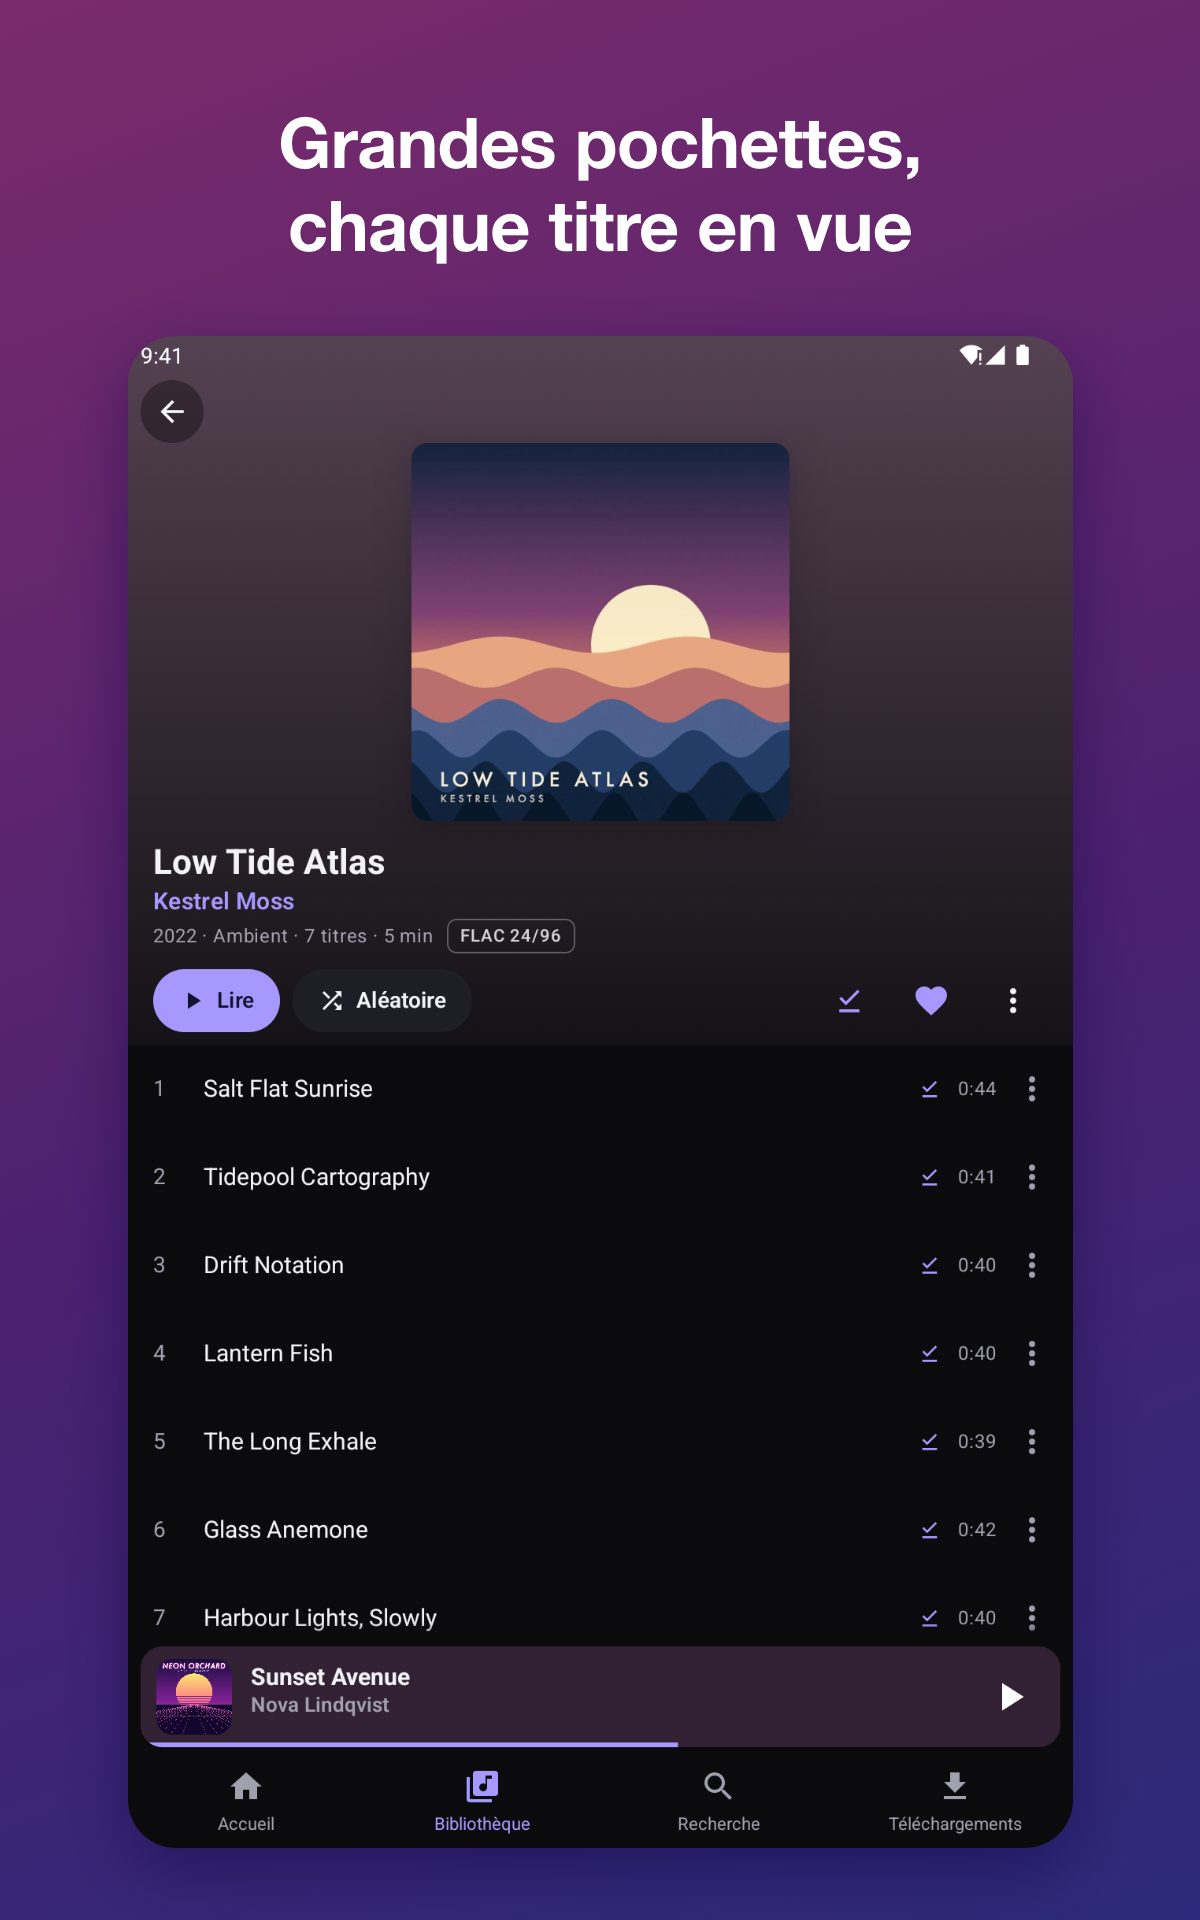 Grandes pochettes,
chaque titre en vue
9:41
LOW TIDE ATLAS
KESTREL MOSS
Low Tide Atlas
Kestrel Moss
2022 · Ambient · 7 titres · 5 min FLAC 24/96
Lire Aléatoire
1 Salt Flat Sunrise 0:44
2 Tidepool Cartography 0:41
3 Drift Notation 0:40
4 Lantern Fish 0:40
5 The Long Exhale 0:39
6 Glass Anemone 0:42
7 Harbour Lights, Slowly 0:40
NEON ORCHARD
Sunset Avenue
Nova Lindqvist
Accueil Bibliothèque Recherche Téléchargements